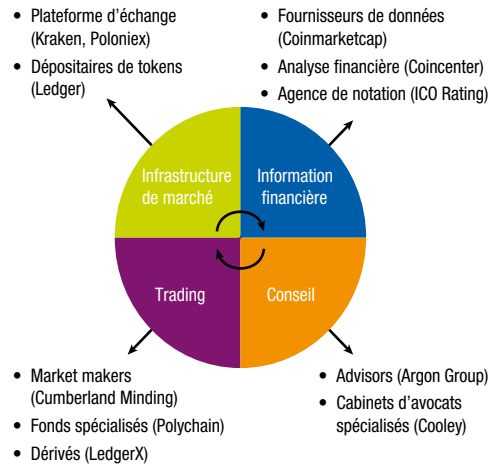 • Plateforme d'échange
(Kraken, Poloniex)
• Dépositaires de tokens
(Ledger)
• Fournisseurs de données
(Coinmarketcap)
• Analyse financière (Coincenter)
• Agence de notation (ICO Rating)
Infrastructure
de marché
Information
financière
Trading
Conseil
• Market makers
(Cumberland Minding)
• Fonds spécialisés (Polychain)
• Dérivés (LedgerX)
• Advisors (Argon Group)
• Cabinets d'avocats
spécialisés (Cooley)